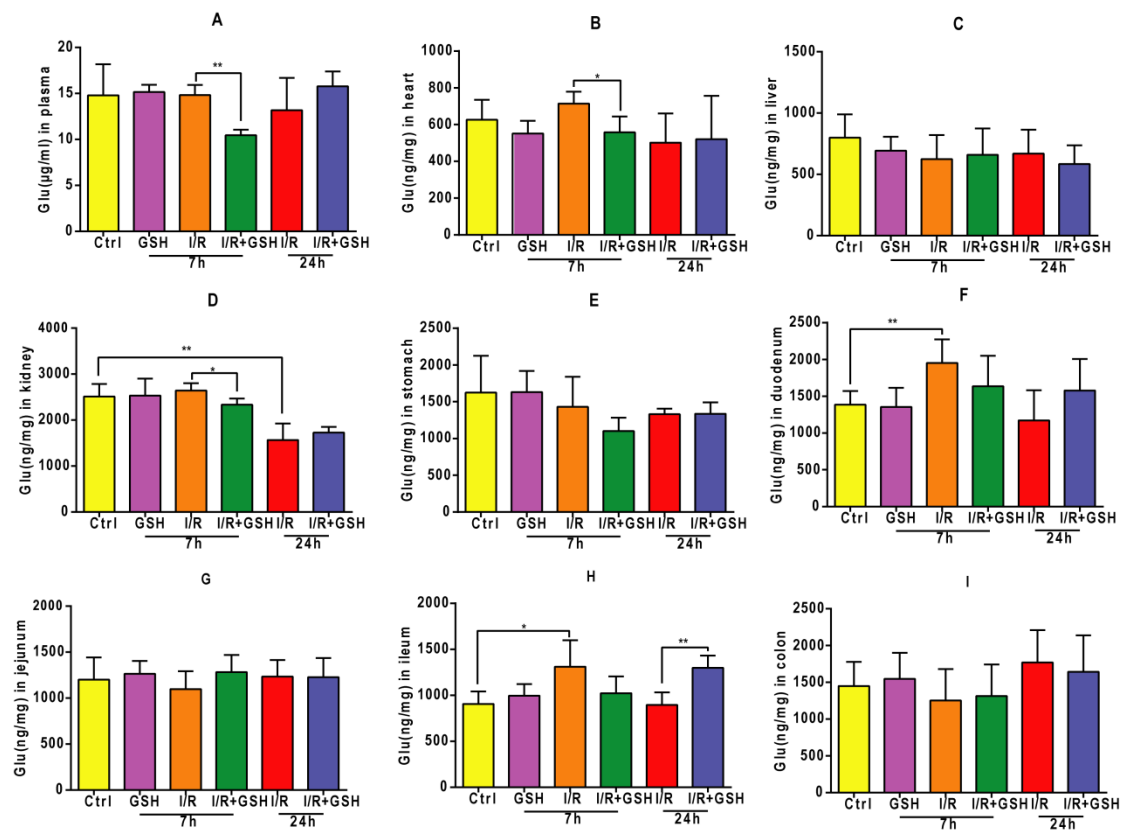 A
Glu(μg/ml) in plasma
20
15
10
5
0
**
Ctrl GSH I/R I/R+GSH I/R I/R+GSH
7h 24h
B
Glu(ng/mg) in heart
1000
800
600
400
200
0
*
Ctrl GSH I/R I/R+GSH I/R I/R+GSH
7h 24h
C
Glu(ng/mg) in liver
1500
1000
500
0
Ctrl GSH I/R I/R+GSH I/R I/R+GSH
7h 24h
D
Glu(ng/mg) in kidney
4000
3000
2000
1000
0
**
*
Ctrl GSH I/R I/R+GSH I/R I/R+GSH
7h 24h
E
Glu(ng/mg) in stomach
2500
2000
1500
1000
500
0
Ctrl GSH I/R I/R+GSH I/R I/R+GSH
7h 24h
F
Glu(ng/mg) in duodenum
2500
2000
1500
1000
500
0
**
Ctrl GSH I/R I/R+GSH I/R I/R+GSH
7h 24h
G
Glu(ng/mg) in jejunum
2000
1500
1000
500
0
Ctrl GSH I/R I/R+GSH I/R I/R+GSH
7h 24h
H
Glu(ng/mg) in ileum
2000
1500
1000
500
0
*
**
Ctrl GSH I/R I/R+GSH I/R I/R+GSH
7h 24h
I
Glu(ng/mg) in colon
2500
2000
1500
1000
500
0
Ctrl GSH I/R I/R+GSH I/R I/R+GSH
7h 24h